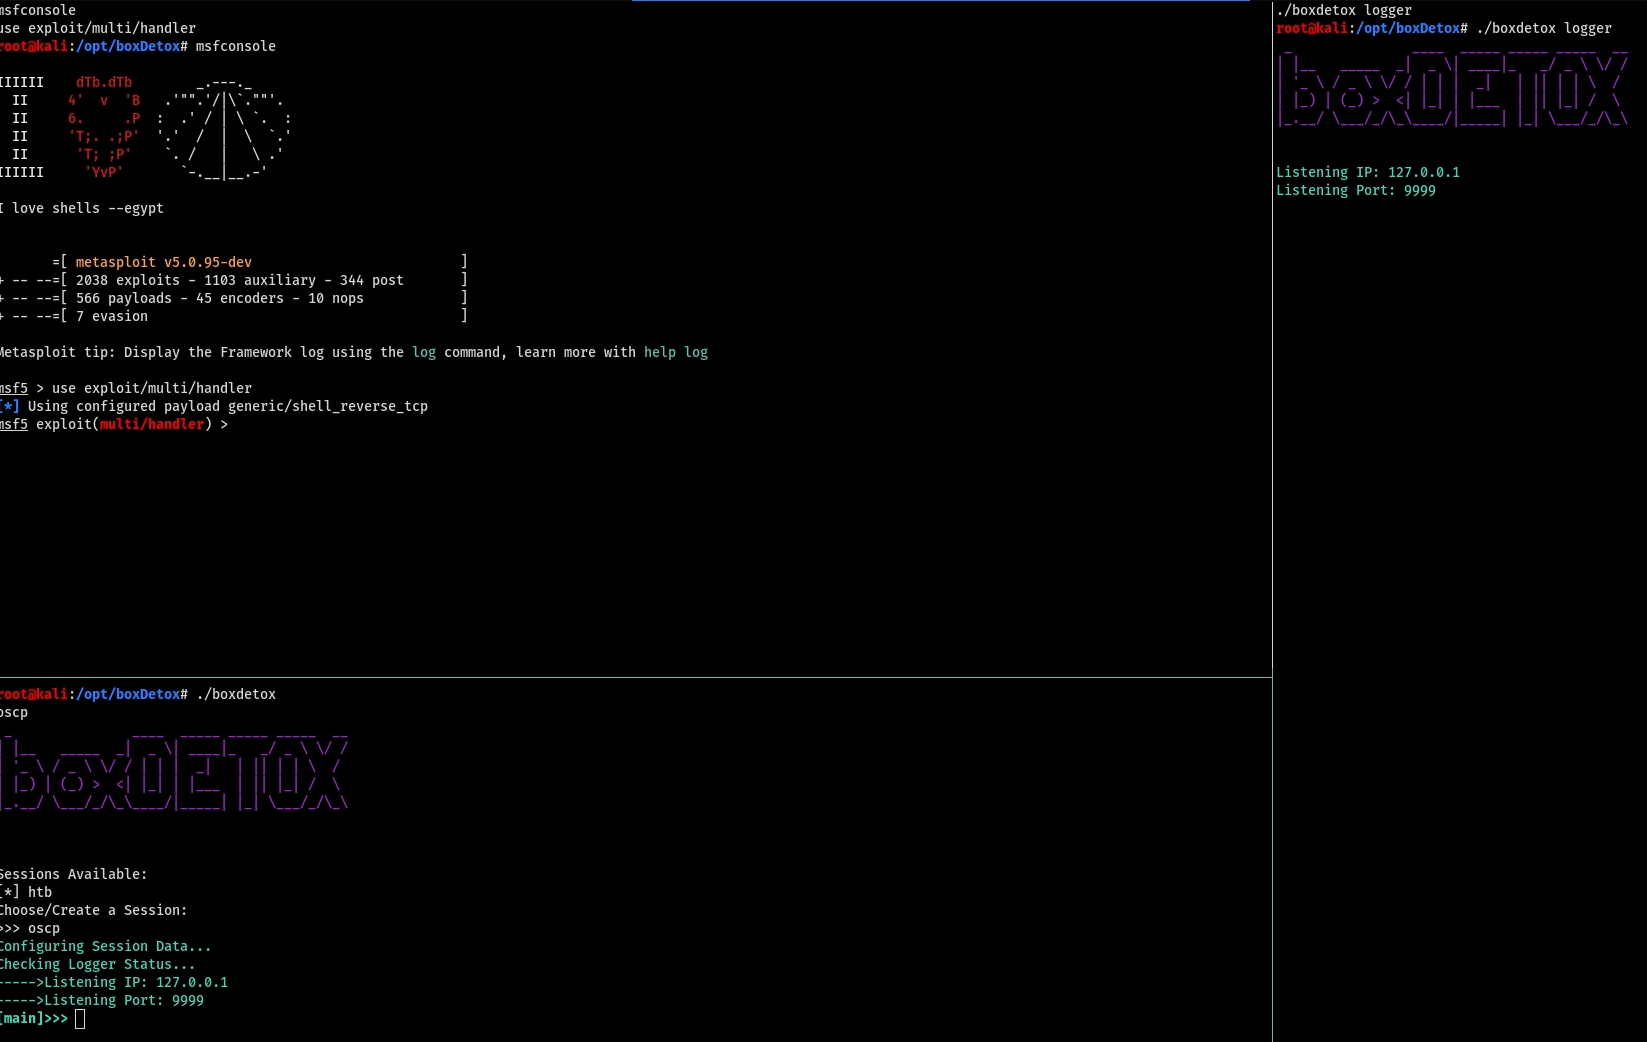 msfconsole
use exploit/multi/handler
root@kali:/opt/boxDetox# msfconsole
IIIIII    dTb.dTb        _.---._
  II     4'  v  'B   .'"".'/|\`.""'.
  II     6.     .P  :  .' / | \ `.  :
  II     'T;. .;P'  '.'  /  |  \  `.'
  II      'T; ;P'    `. /   |   \ .'
IIIIII     'YvP'       `-.__|__.-'
I love shells --egypt
       =[ metasploit v5.0.95-dev                          ]
+ -- --=[ 2038 exploits - 1103 auxiliary - 344 post       ]
+ -- --=[ 566 payloads - 45 encoders - 10 nops            ]
+ -- --=[ 7 evasion                                       ]
Metasploit tip: Display the Framework log using the log command, learn more with help log
msf5 > use exploit/multi/handler
[*] Using configured payload generic/shell_reverse_tcp
msf5 exploit(multi/handler) >
root@kali:/opt/boxDetox# ./boxdetox
oscp
boxDETOX
Sessions Available:
[*] htb
Choose/Create a Session:
>>> oscp
Configuring Session Data...
Checking Logger Status...
----->Listening IP: 127.0.0.1
----->Listening Port: 9999
[main]>>>
./boxdetox logger
root@kali:/opt/boxDetox# ./boxdetox logger
boxDETOX
Listening IP: 127.0.0.1
Listening Port: 9999